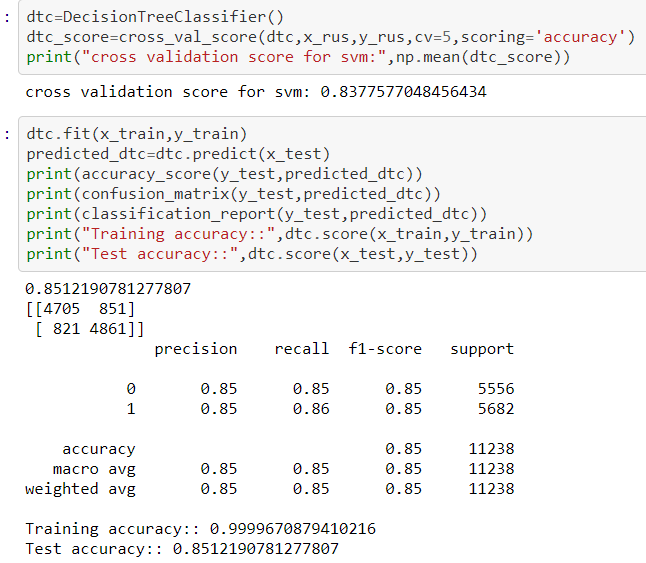 : dtc=DecisionTreeClassifier()
dtc_score=cross_val_score(dtc,x_rus,y_rus,cv=5,scoring='accuracy')
print("cross validation score for svm:",np.mean(dtc_score))
cross validation score for svm: 0.8377577048456434
: dtc.fit(x_train,y_train)
predicted_dtc=dtc.predict(x_test)
print(accuracy_score(y_test,predicted_dtc))
print(confusion_matrix(y_test,predicted_dtc))
print(classification_report(y_test,predicted_dtc))
print("Training accuracy::",dtc.score(x_train,y_train))
print("Test accuracy::",dtc.score(x_test,y_test))
0.8512190781277807
[[4705  851]
 [ 821 4861]]
              precision    recall  f1-score   support
           0       0.85      0.85      0.85      5556
           1       0.85      0.86      0.85      5682
    accuracy                           0.85     11238
   macro avg       0.85      0.85      0.85     11238
weighted avg       0.85      0.85      0.85     11238
Training accuracy:: 0.9999670879410216
Test accuracy:: 0.8512190781277807